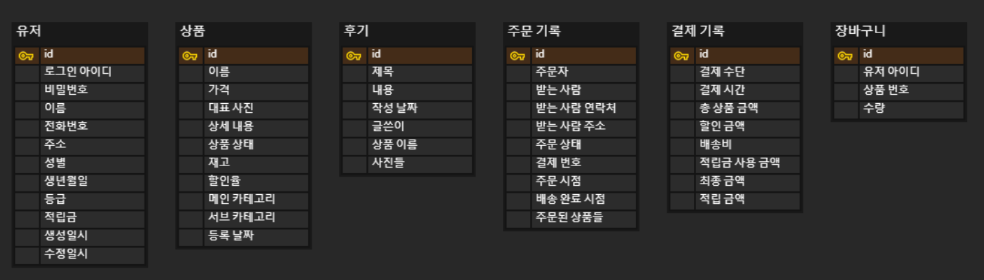 유저
id
로그인 아이디
비밀번호
이름
전화번호
주소
성별
생년월일
등급
적립금
생성일시
수정일시
상품
id
이름
가격
대표 사진
상세 내용
상품 상태
재고
할인율
메인 카테고리
서브 카테고리
등록 날짜
후기
id
제목
내용
작성 날짜
글쓴이
상품 이름
사진들
주문 기록
id
주문자
받는 사람
받는 사람 연락처
받는 사람 주소
주문 상태
결제 번호
주문 시점
배송 완료 시점
주문된 상품들
결제 기록
id
결제 수단
결제 시간
총 상품 금액
할인 금액
배송비
적립금 사용 금액
최종 금액
적립 금액
장바구니
id
유저 아이디
상품 번호
수량